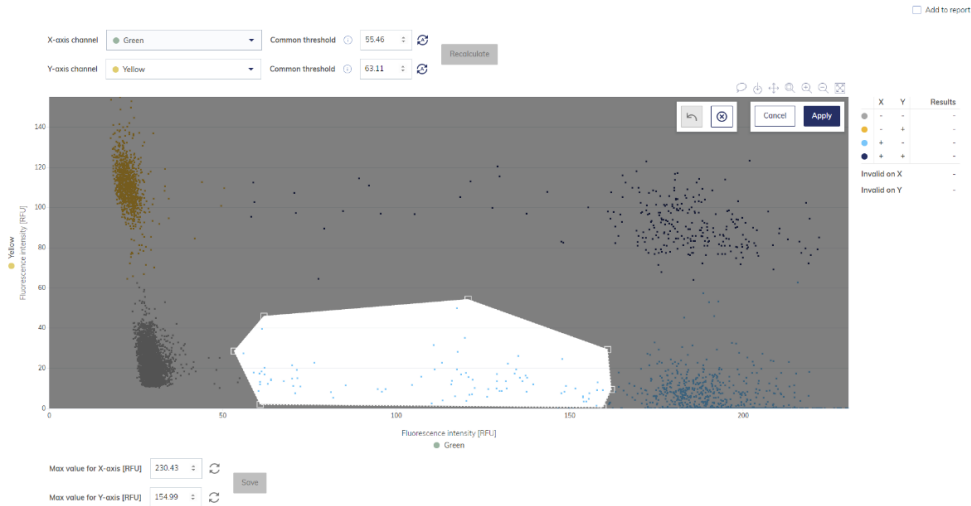 Add to report
X-axis channel Green Common threshold 55.46
Recalculate
Y-axis channel Yellow Common threshold 63.11
X Y Results
Cancel Apply
- - -
- + -
+ - -
+ + -
Invalid on X -
Invalid on Y -
140
120
100
80
60
40
20
0
Yellow
Fluorescence intensity [RFU]
0 50 100 150 200
Fluorescence intensity [RFU]
Green
Max value for X-axis [RFU] 230.43
Save
Max value for Y-axis [RFU] 154.99